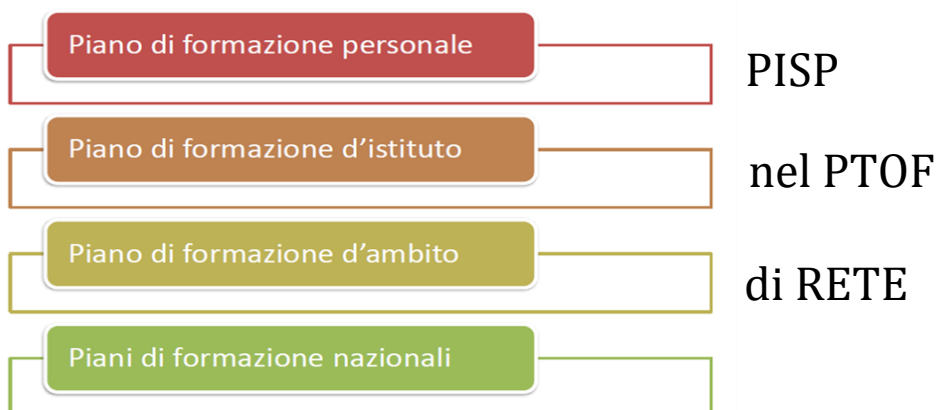 Piano di formazione personale
PISP
Piano di formazione d’istituto
nel PTOF
Piano di formazione d’ambito
di RETE
Piani di formazione nazionali